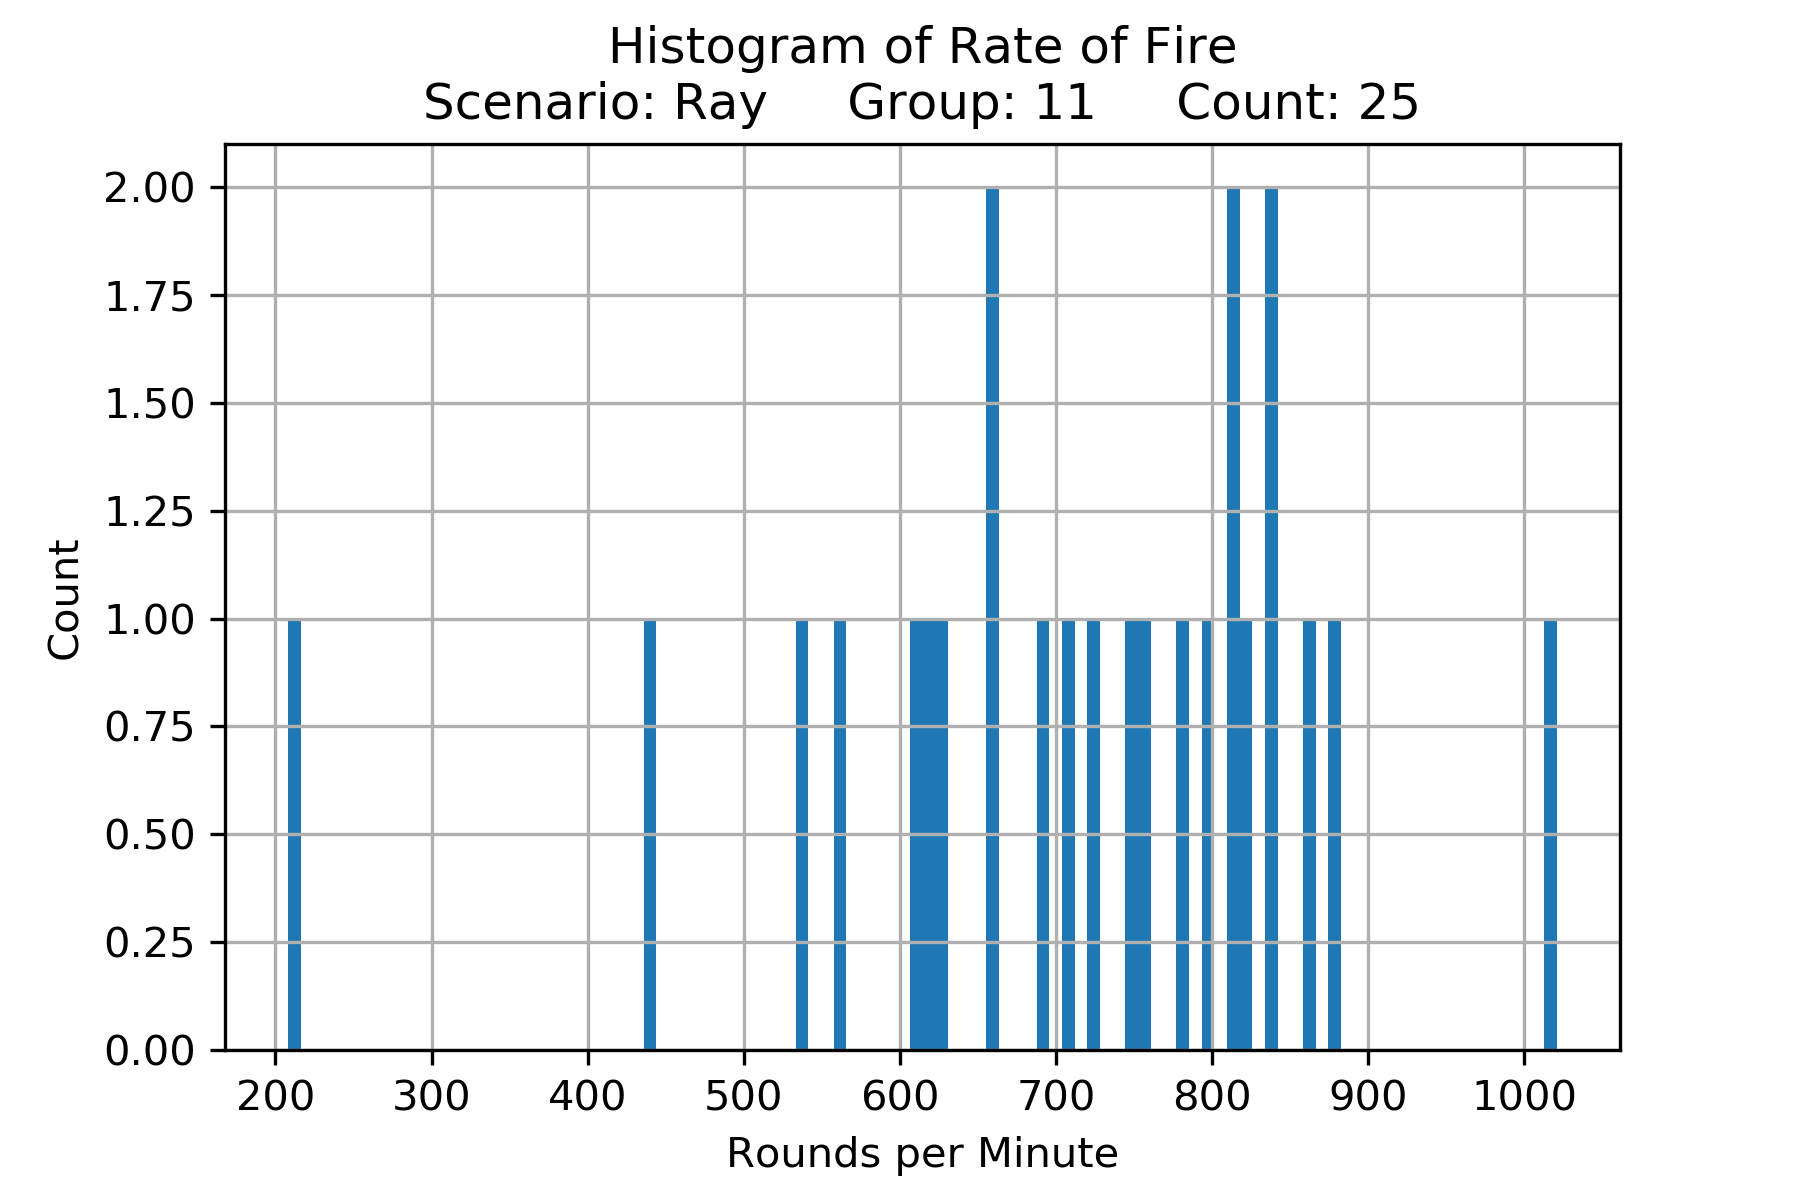 Histogram of Rate of Fire
Scenario: Ray Group: 11 Count: 25
2.00
1.75
1.50
1.25
1.00
0.75
0.50
0.25
0.00
Count
200 300 400 500 600 700 800 900 1000
Rounds per Minute